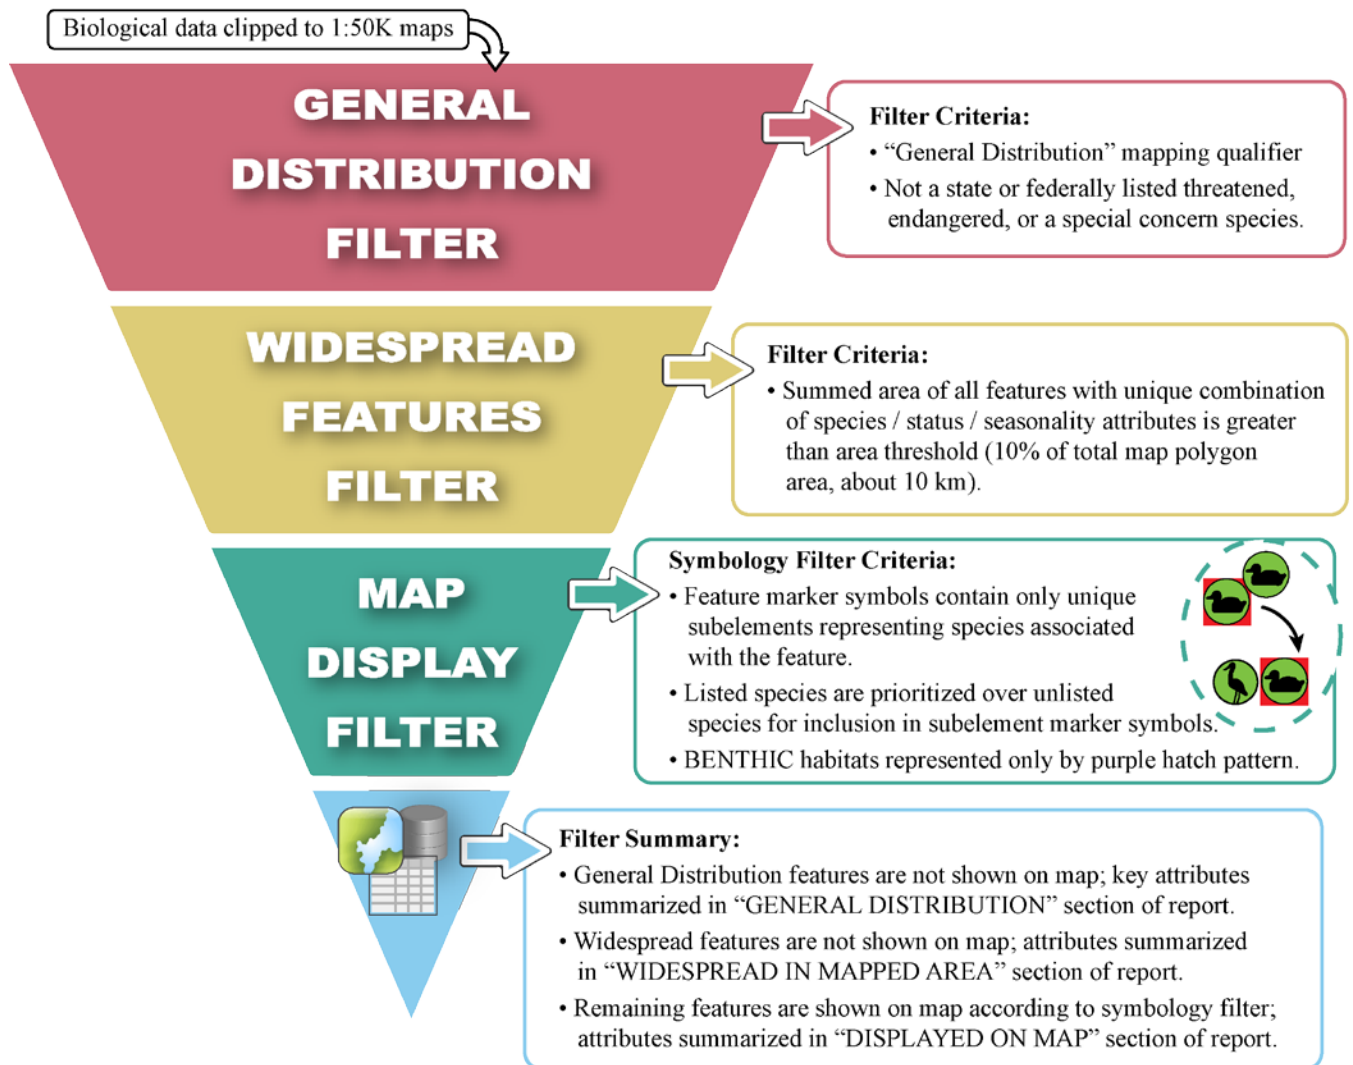 Biological data clipped to 1:50K maps
GENERAL
DISTRIBUTION
FILTER
Filter Criteria:
• “General Distribution” mapping qualifier
• Not a state or federally listed threatened,
endangered, or a special concern species.
WIDESPREAD
FEATURES
FILTER
Filter Criteria:
• Summed area of all features with unique combination
of species / status / seasonality attributes is greater
than area threshold (10% of total map polygon
area, about 10 km).
MAP
DISPLAY
FILTER
Symbology Filter Criteria:
• Feature marker symbols contain only unique
subelements representing species associated
with the feature.
• Listed species are prioritized over unlisted
species for inclusion in subelement marker symbols.
• BENTHIC habitats represented only by purple hatch pattern.
Filter Summary:
• General Distribution features are not shown on map; key attributes
summarized in “GENERAL DISTRIBUTION” section of report.
• Widespread features are not shown on map; attributes summarized
in “WIDESPREAD IN MAPPED AREA” section of report.
• Remaining features are shown on map according to symbology filter;
attributes summarized in “DISPLAYED ON MAP” section of report.